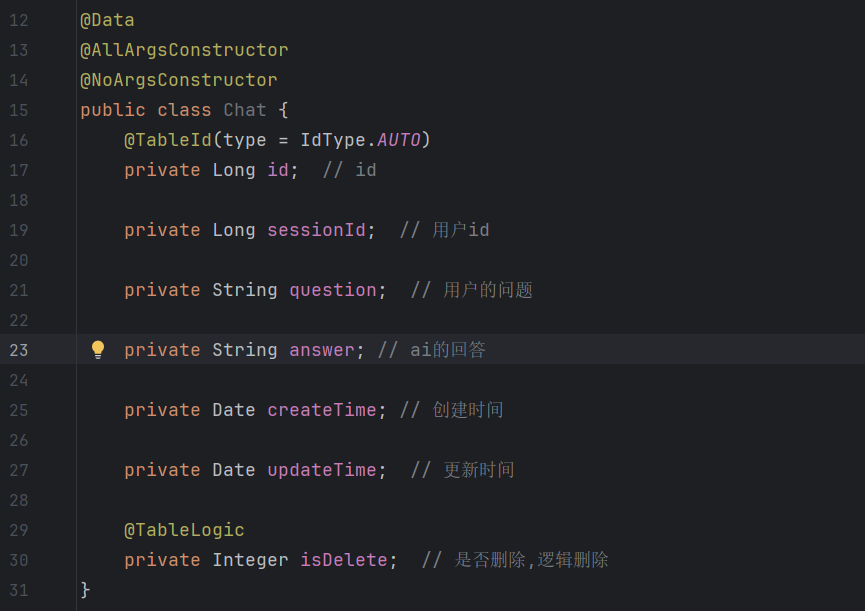 12 @Data
13 @AllArgsConstructor
14 @NoArgsConstructor
15 public class Chat {
16 @TableId(type = IdType.AUTO)
17 private Long id; // id
18
19 private Long sessionId; // 用户id
20
21 private String question; // 用户的问题
22
23 private String answer; // ai的回答
24
25 private Date createTime; // 创建时间
26
27 private Date updateTime; // 更新时间
28
29 @TableLogic
30 private Integer isDelete; // 是否删除,逻辑删除
31 }